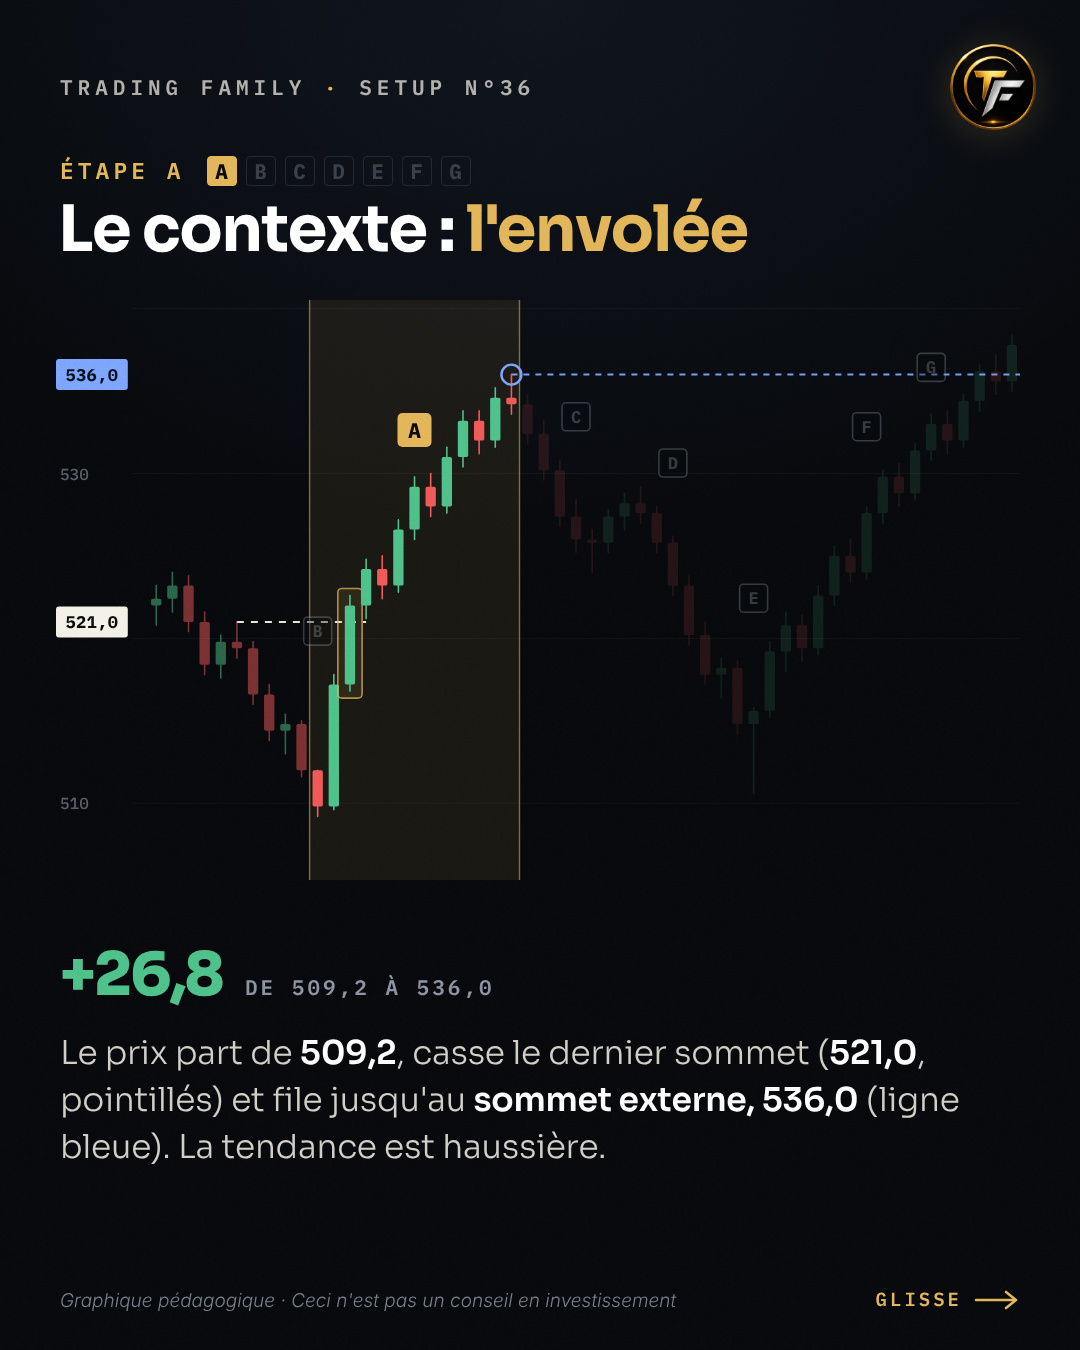 TRADING FAMILY · SETUP N°36
TF
ÉTAPE A A B C D E F G
Le contexte : l'envolée
536,0
G
C
A
F
D
530
E
521,0
B
510
+26,8 DE 509,2 À 536,0
Le prix part de 509,2, casse le dernier sommet (521,0,
pointillés) et file jusqu'au sommet externe, 536,0 (ligne
bleue). La tendance est haussière.
Graphique pédagogique · Ceci n'est pas un conseil en investissement
GLISSE →